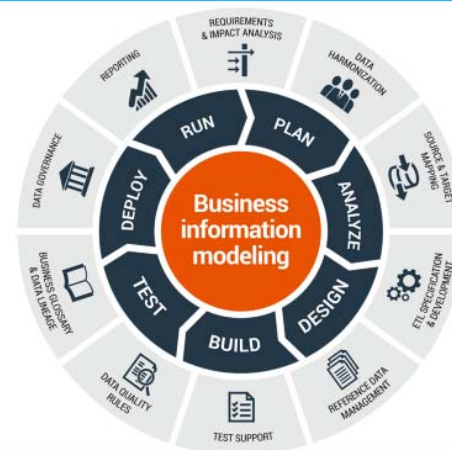 REQUIREMENTS
& IMPACT ANALYSIS
DATA
HARMONIZATION
SOURCE & TARGET
MAPPING
ETL SPECIFICATION
& DEVELOPMENT
REFERENCE DATA
MANAGEMENT
TEST SUPPORT
DATA QUALITY
RULES
BUSINESS GLOSSARY
& DATA LINEAGE
DATA GOVERNANCE
REPORTING
PLAN
ANALYZE
DESIGN
BUILD
TEST
DEPLOY
RUN
Business
information
modeling